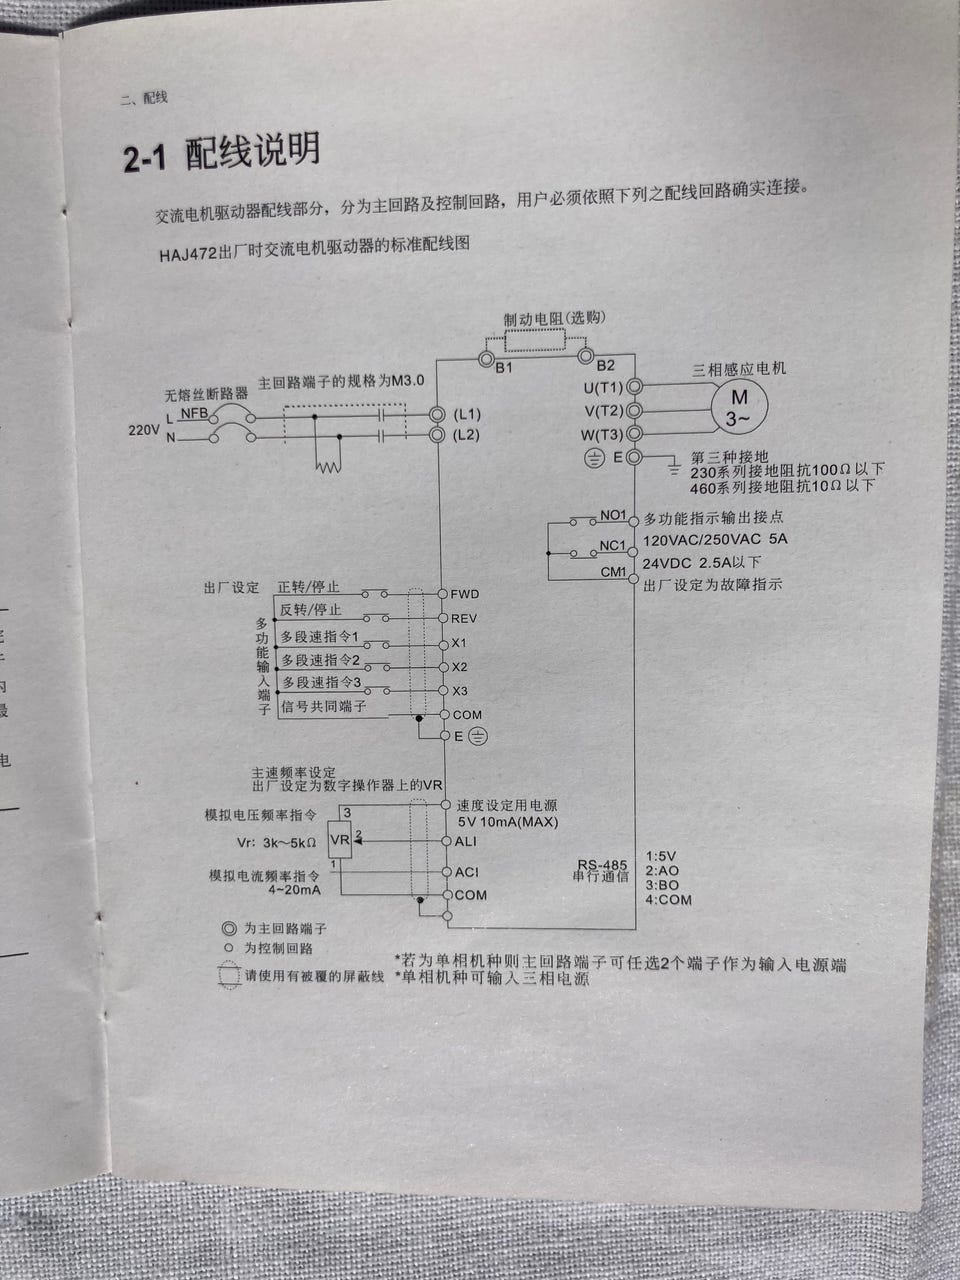 二、配线
2-1 配线说明
交流电机驱动器配线部分，分为主回路及控制回路，用户必须依照下列之配线回路确实连接。
HAJ472出厂时交流电机驱动器的标准配线图
制动电阻(选购)
B1
B2
主回路端子的规格为M3.0
无熔丝断路器
220V
L NFB
N
(L1)
(L2)
U(T1)
V(T2)
W(T3)
E
三相感应电机
M
3~
第三种接地
230系列接地阻抗100Ω以下
460系列接地阻抗10Ω以下
NO1
NC1
CM1
多功能指示输出接点
120VAC/250VAC 5A
24VDC 2.5A以下
出厂设定为故障指示
出厂设定
多功能输入端子
正转/停止
FWD
反转/停止
REV
多段速指令1
X1
多段速指令2
X2
多段速指令3
X3
信号共同端子
COM
E
主速频率设定
出厂设定为数字操作器上的VR
模拟电压频率指令
Vr: 3k~5kΩ
3
VR
2
1
速度设定用电源
5V 10mA(MAX)
ALI
模拟电流频率指令
4~20mA
ACI
COM
RS-485
串行通信
1:5V
2:AO
3:BO
4:COM
为主回路端子
为控制回路
请使用有被覆的屏蔽线
*若为单相机种则主回路端子可任选2个端子作为输入电源端
*单相机种可输入三相电源